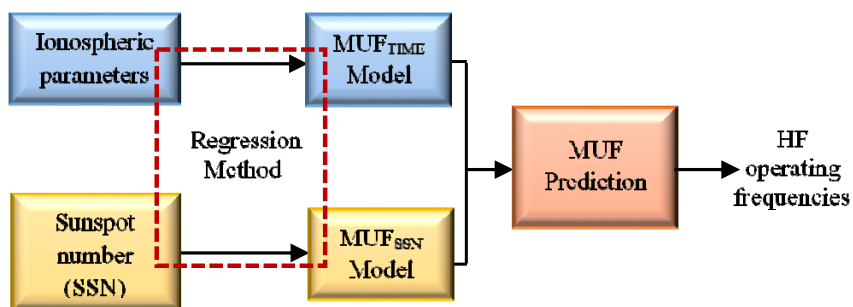 Ionospheric
parameters
MUFTIME
Model
Regression
Method
MUF
Prediction
HF
operating
frequencies
Sunspot
number
(SSN)
MUFSSN
Model